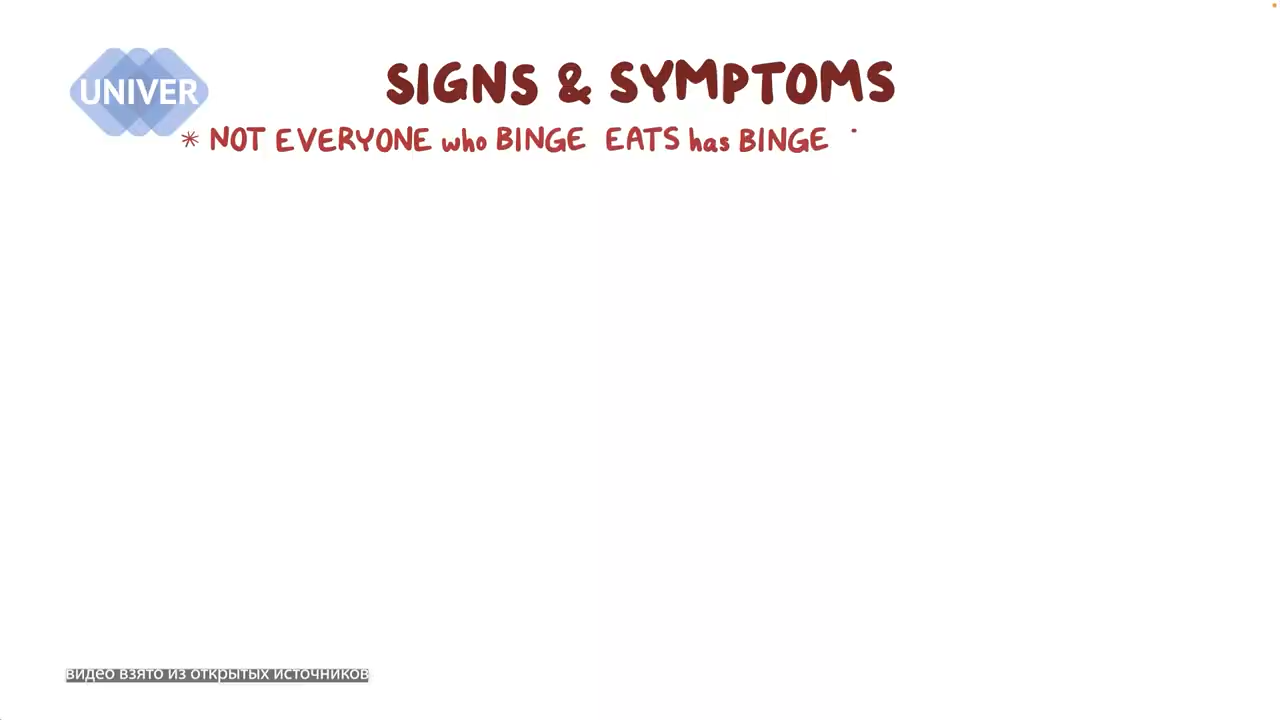 UNIVER
SIGNS & SYMPTOMS
* NOT EVERYONE who BINGE EATS has BINGE
видео взято из открытых источников